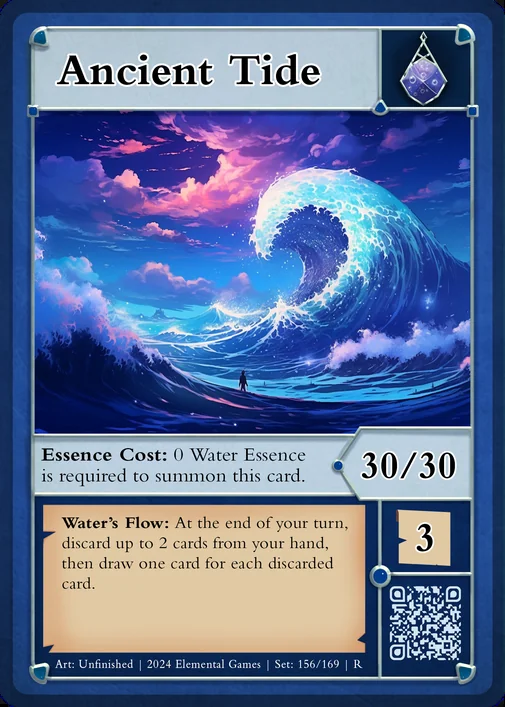 Ancient Tide
Essence Cost: 0 Water Essence
is required to summon this card.
30/30
Water's Flow: At the end of your turn,
discard up to 2 cards from your hand,
then draw one card for each discarded
card.
3
Art: Unfinished | 2024 Elemental Games | Set: 156/169 | R